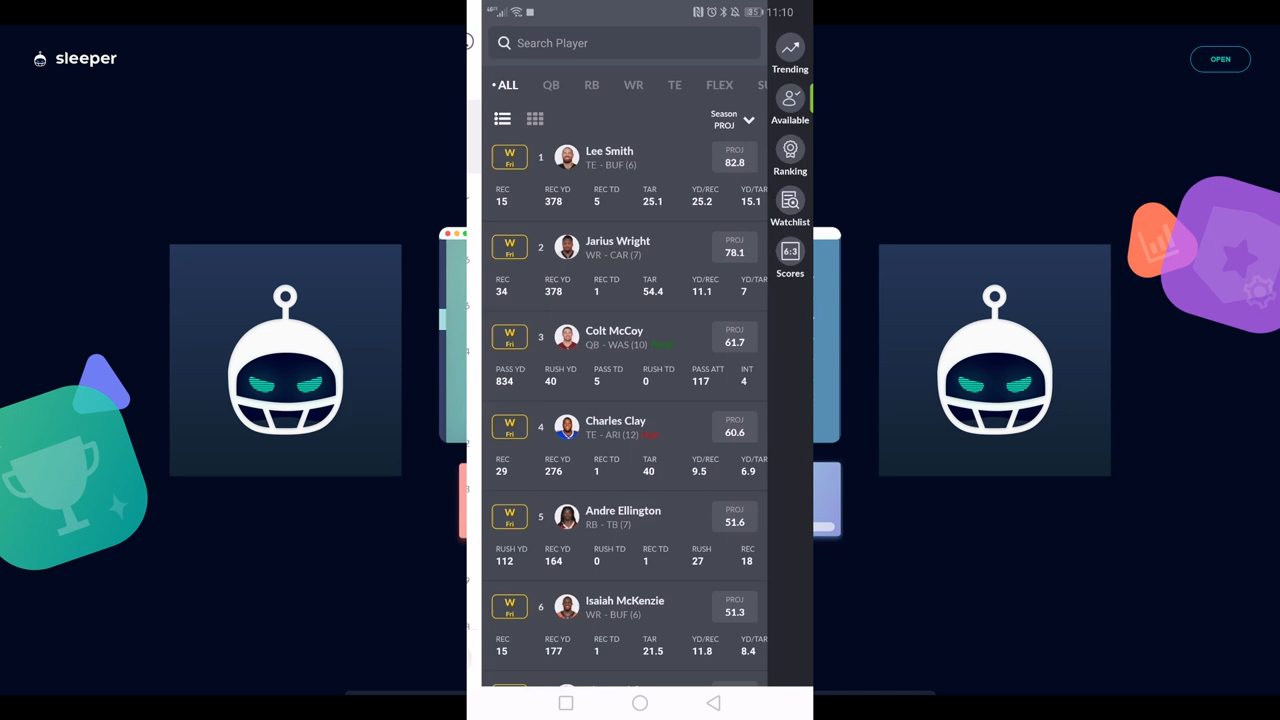 sleeper
OPEN
11:10
Search Player
ALL QB RB WR TE FLEX
Season
PROJ
W
Fri
1
Lee Smith
TE - BUF (6)
PROJ
82.8
REC REC YD REC TD TAR YD/REC YD/TAR
15 378 5 25.1 25.2 15.1
W
Fri
2
Jarius Wright
WR - CAR (7)
PROJ
78.1
REC REC YD REC TD TAR YD/REC YD/TAR
34 378 1 54.4 11.1 7
W
Fri
3
Colt McCoy
QB - WAS (10)
PROJ
61.7
PASS YD RUSH YD PASS TD RUSH TD PASS ATT INT
834 40 5 0 117 4
W
Fri
4
Charles Clay
TE - ARI (12)
PROJ
60.6
REC REC YD REC TD TAR YD/REC YD/TAR
29 276 1 40 9.5 6.9
W
Fri
5
Andre Ellington
RB - TB (7)
PROJ
51.6
RUSH YD REC YD RUSH TD REC TD RUSH REC
112 164 0 1 27 18
W
Fri
6
Isaiah McKenzie
WR - BUF (6)
PROJ
51.3
REC REC YD REC TD TAR YD/REC YD/TAR
15 177 1 21.5 11.8 8.4
Trending
Available
Ranking
Watchlist
6:3
Scores